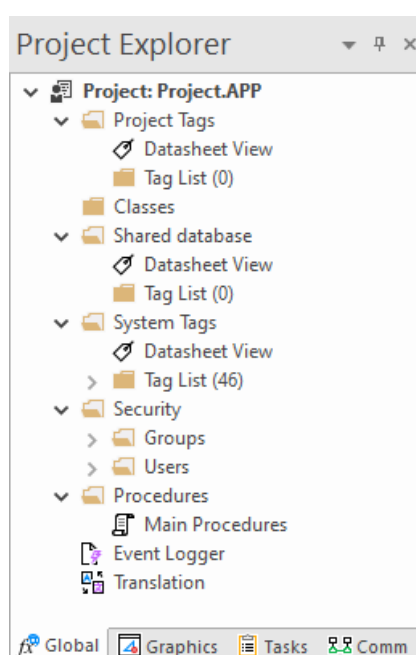 Project Explorer
Project: Project.APP
Project Tags
Datasheet View
Tag List (0)
Classes
Shared database
Datasheet View
Tag List (0)
System Tags
Datasheet View
Tag List (46)
Security
Groups
Users
Procedures
Main Procedures
Event Logger
Translation
Global Graphics Tasks Comm